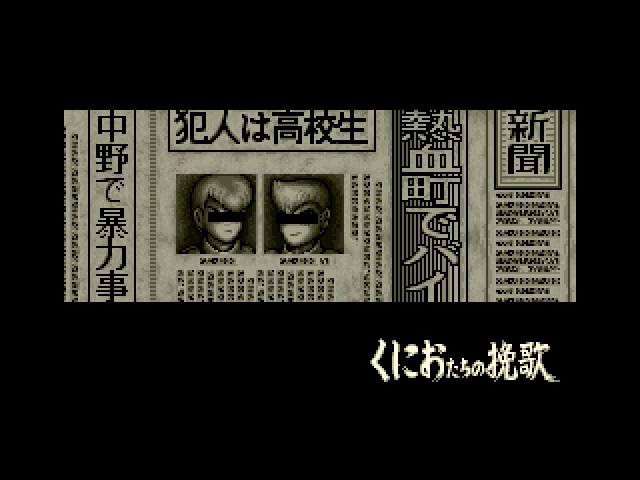 新聞
熱血町でバイ
犯人は高校生
中野で暴力事
くにおたちの挽歌